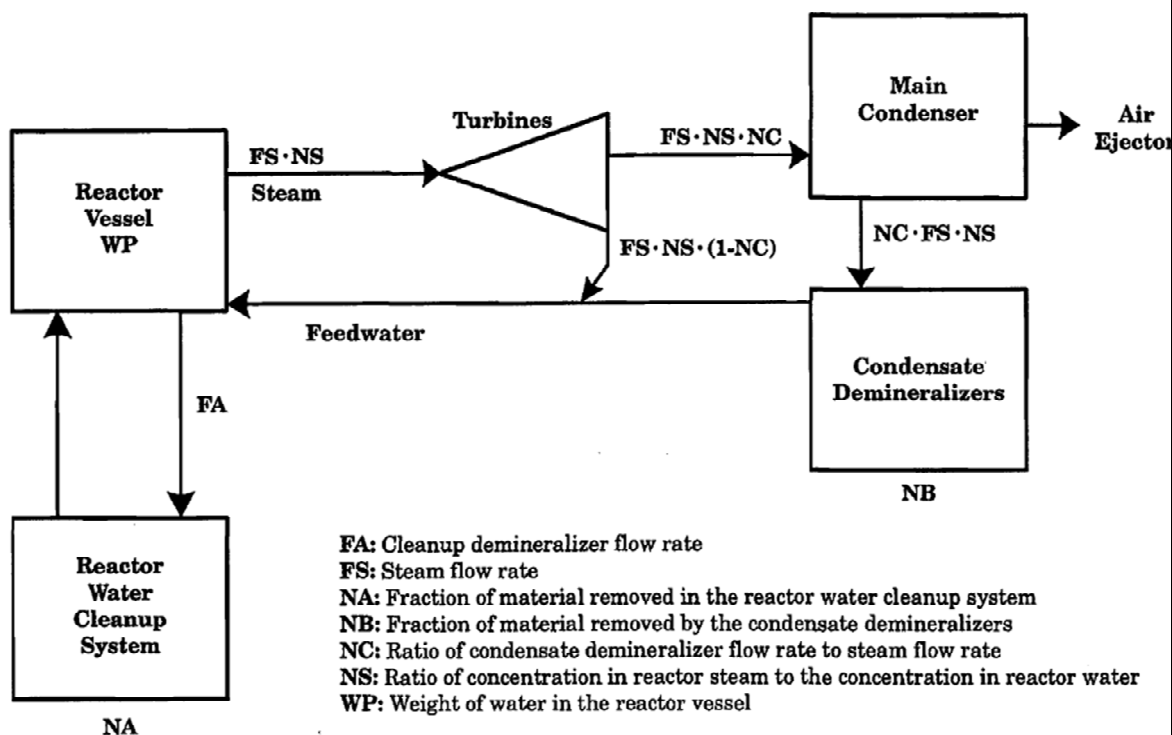 Main
Condenser
Air
Ejector
Turbines
FS·NS·NC
FS·NS
Steam
Reactor
Vessel
WP
NC·FS·NS
FS·NS·(1-NC)
Feedwater
Condensate
Demineralizers
FA
NB
Reactor
Water
Cleanup
System
NA
FA: Cleanup demineralizer flow rate
FS: Steam flow rate
NA: Fraction of material removed in the reactor water cleanup system
NB: Fraction of material removed by the condensate demineralizers
NC: Ratio of condensate demineralizer flow rate to steam flow rate
NS: Ratio of concentration in reactor steam to the concentration in reactor water
WP: Weight of water in the reactor vessel